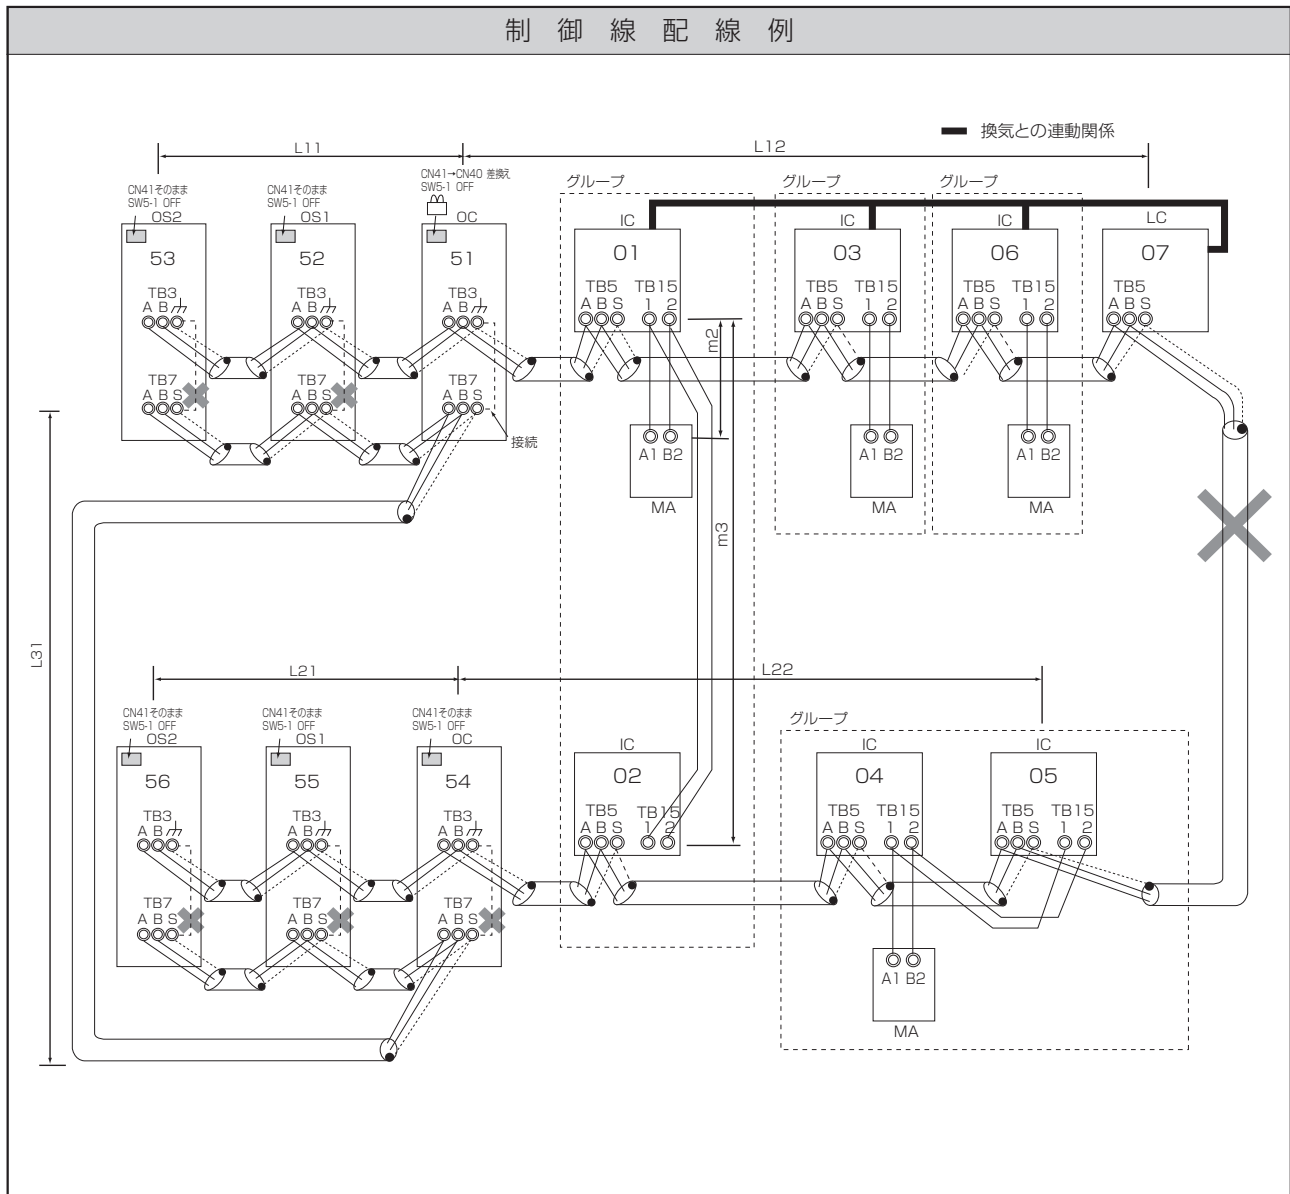 制御線配線例
換気との連動関係
L11
L12
CN41そのまま
SW5-1 OFF
OS2
CN41そのまま
SW5-1 OFF
OS1
CN41→CN40 差換え
SW5-1 OFF
OC
グループ
グループ
グループ
IC
IC
IC
LC
53
52
51
01
03
06
07
TB3
A B
TB3
A B
TB3
A B
TB5
A B S
TB15
1 2
TB5
A B S
TB15
1 2
TB5
A B S
TB15
1 2
TB5
A B S
m2
TB7
A B S
TB7
A B S
TB7
A B S
接続
A1 B2
MA
A1 B2
MA
A1 B2
MA
m3
L31
L21
L22
CN41そのまま
SW5-1 OFF
OS2
CN41そのまま
SW5-1 OFF
OS1
CN41そのまま
SW5-1 OFF
OC
グループ
IC
IC
IC
56
55
54
02
04
05
TB3
A B
TB3
A B
TB3
A B
TB5
A B S
TB15
1 2
TB5
A B S
TB15
1 2
TB5
A B S
TB15
1 2
TB7
A B S
TB7
A B S
TB7
A B S
A1 B2
MA